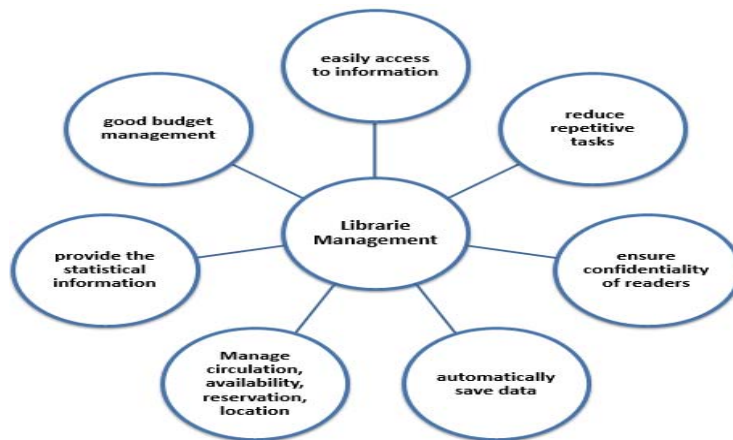 easily access
to information
good budget
management
reduce
repetitive
tasks
Librarie
Management
provide the
statistical
information
ensure
confidentiality
of readers
Manage
circulation,
availability,
reservation,
location
automatically
save data